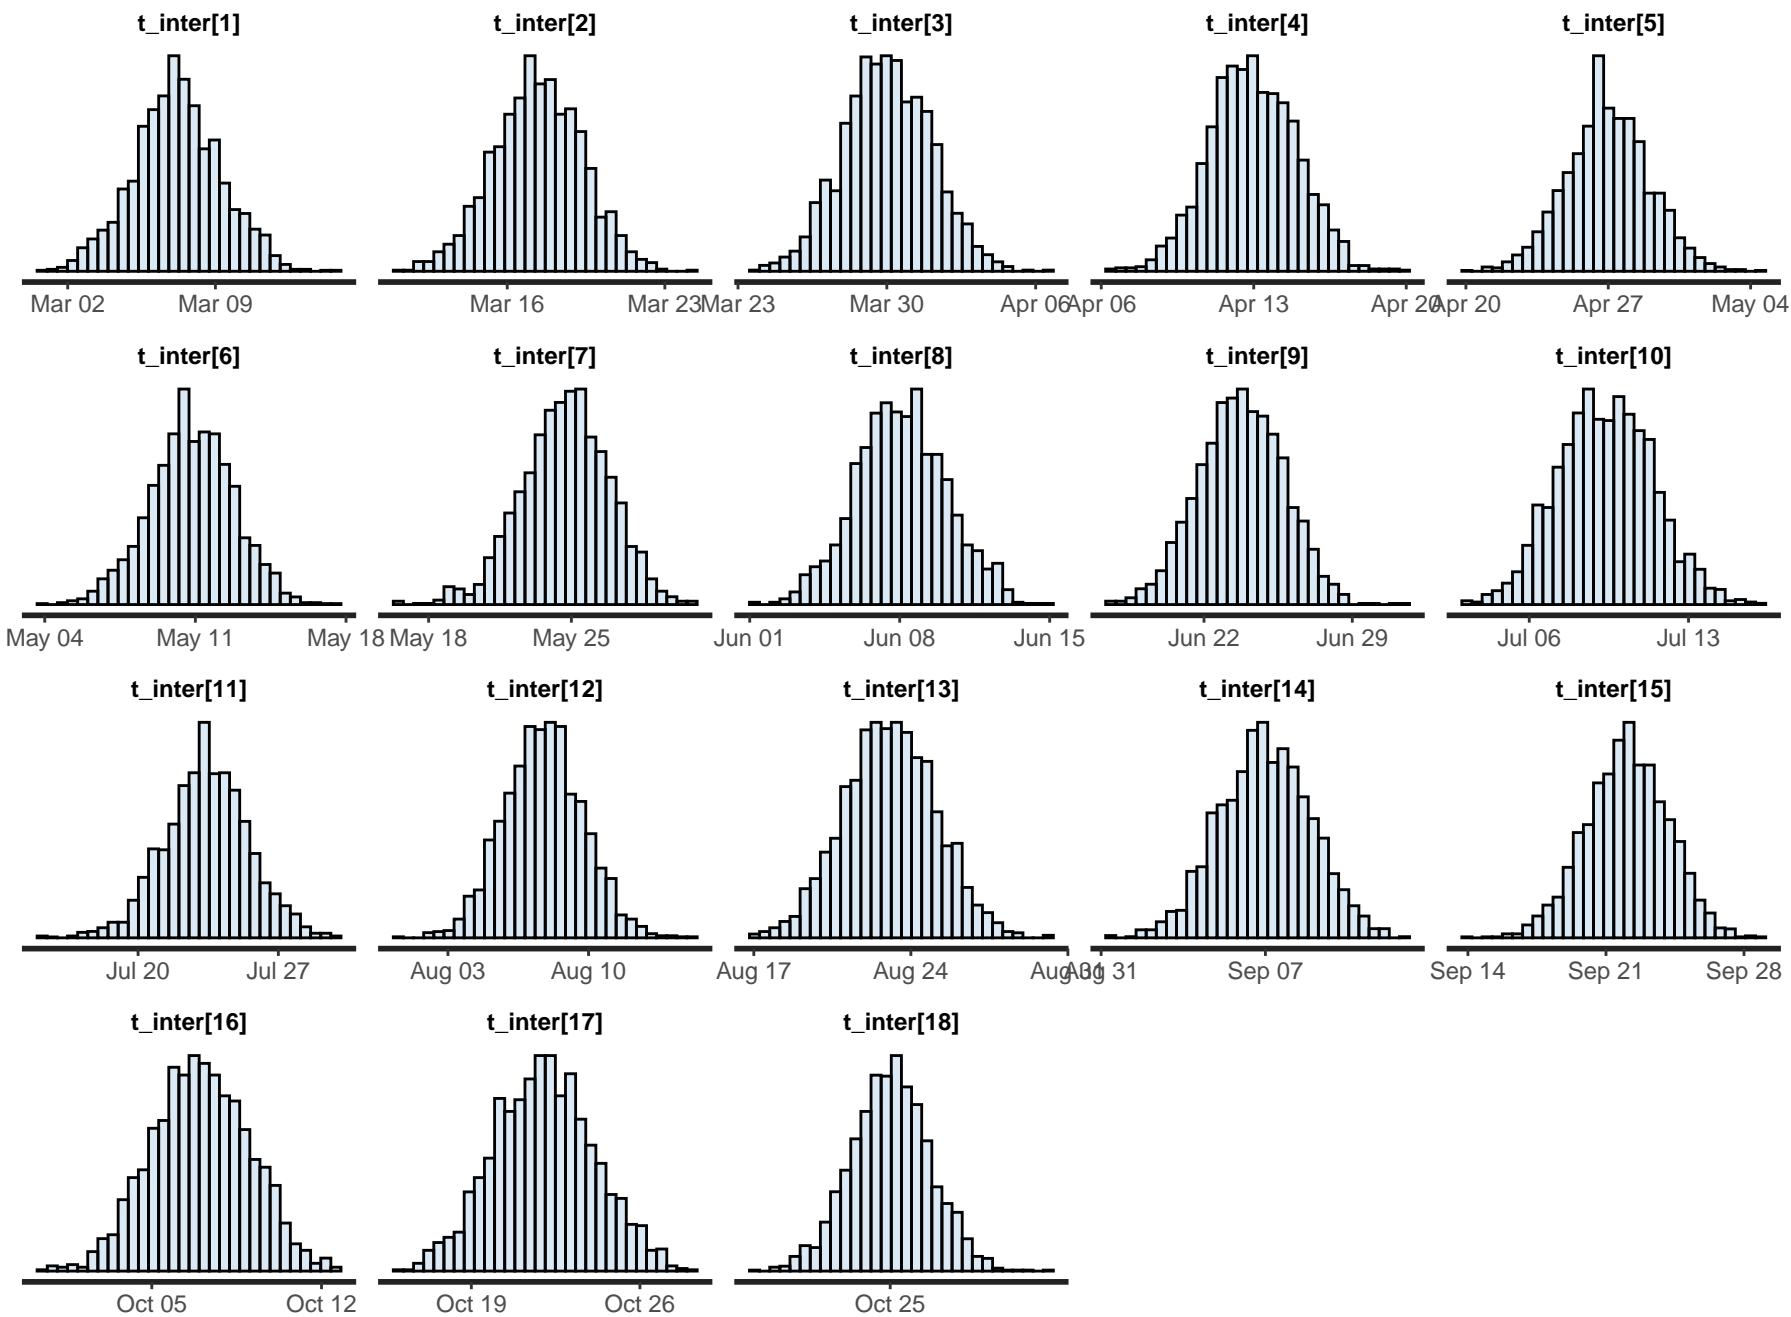 t_inter[1] t_inter[2] t_inter[3] t_inter[4] t_inter[5]
Mar 02 Mar 09 Mar 16 Mar 23 Mar 23 Mar 30 Apr 06 Apr 06 Apr 13 Apr 20 Apr 20 Apr 27 May 04
t_inter[6] t_inter[7] t_inter[8] t_inter[9] t_inter[10]
May 04 May 11 May 18 May 18 May 25 Jun 01 Jun 08 Jun 15 Jun 22 Jun 29 Jul 06 Jul 13
t_inter[11] t_inter[12] t_inter[13] t_inter[14] t_inter[15]
Jul 20 Jul 27 Aug 03 Aug 10 Aug 17 Aug 24 Aug 31 Aug 31 Sep 07 Sep 14 Sep 21 Sep 28
t_inter[16] t_inter[17] t_inter[18]
Oct 05 Oct 12 Oct 19 Oct 26 Oct 25